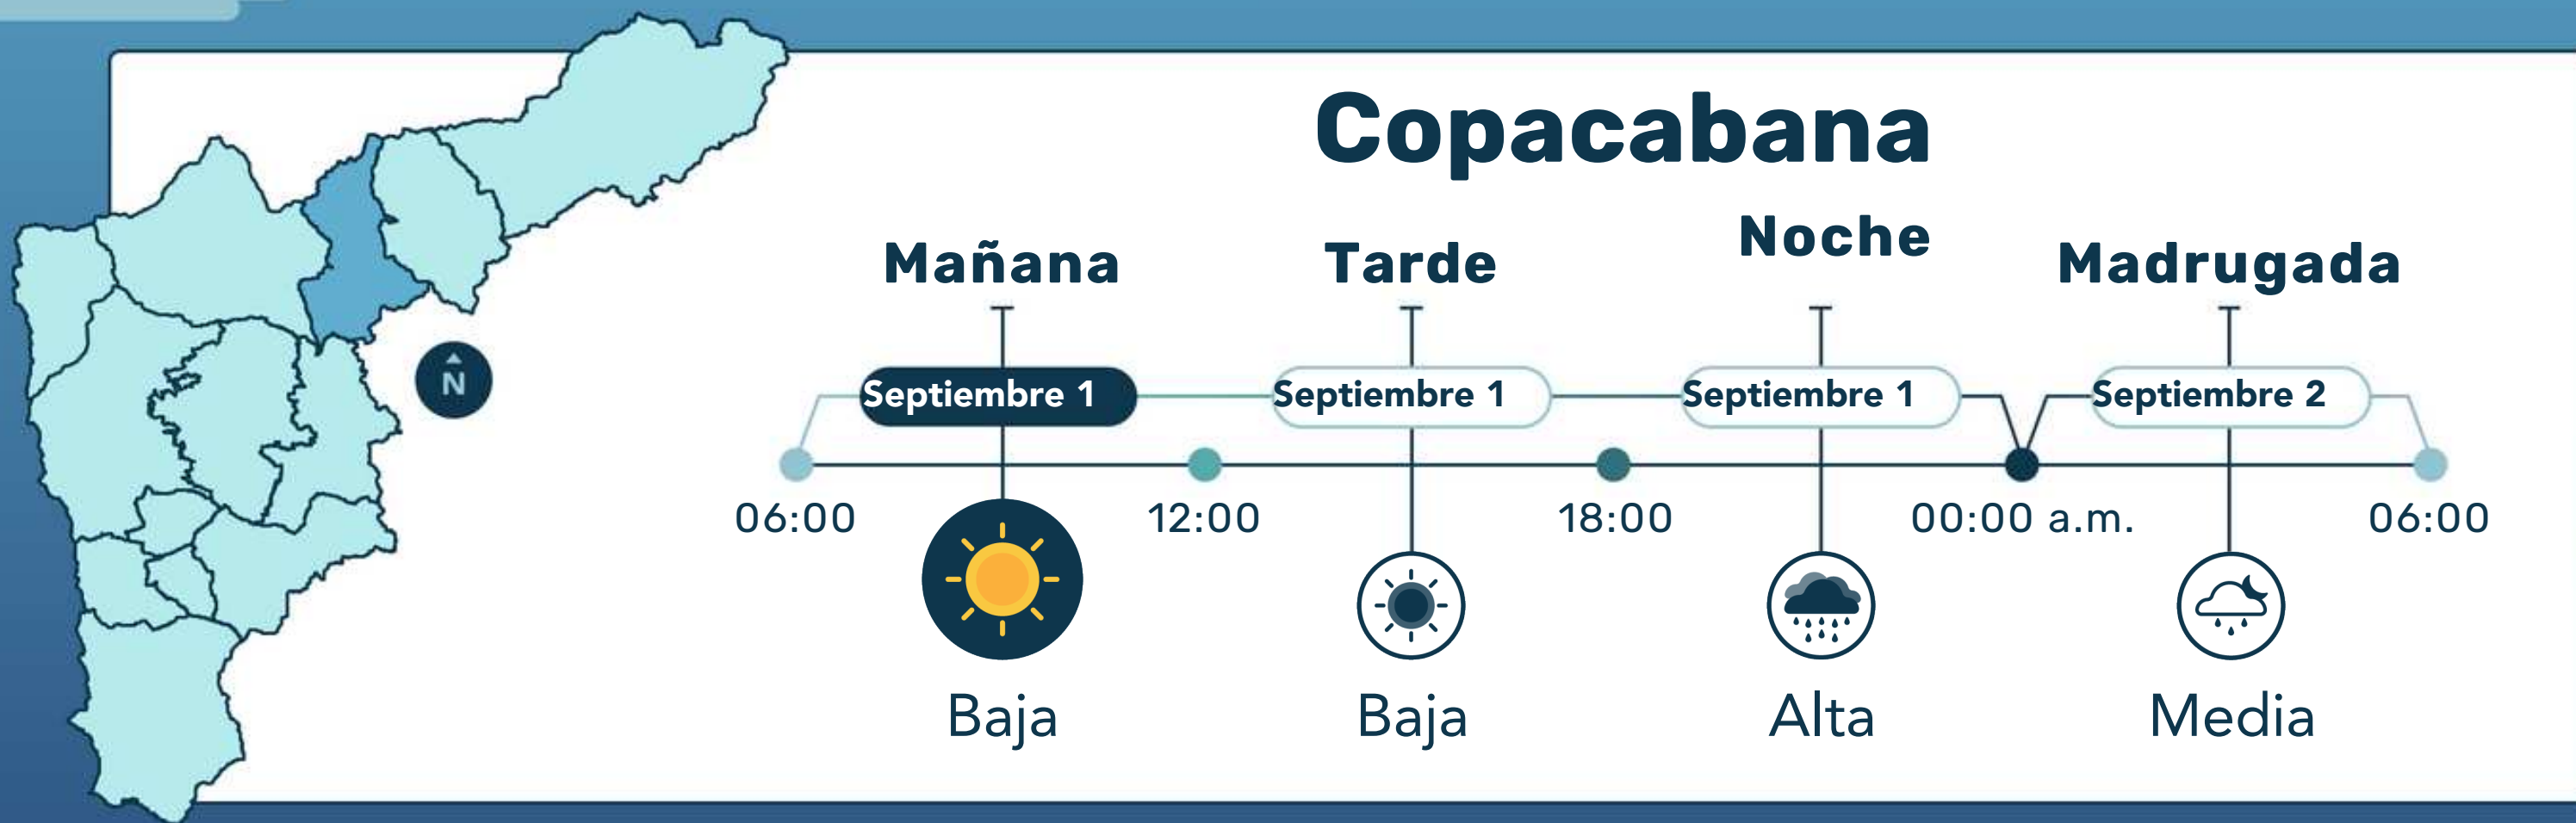 Copacabana
Mañana
Tarde
Noche
Madrugada
Septiembre 1
Septiembre 1
Septiembre 1
Septiembre 2
N
06:00
12:00
18:00
00:00 a.m.
06:00
Baja
Baja
Alta
Media